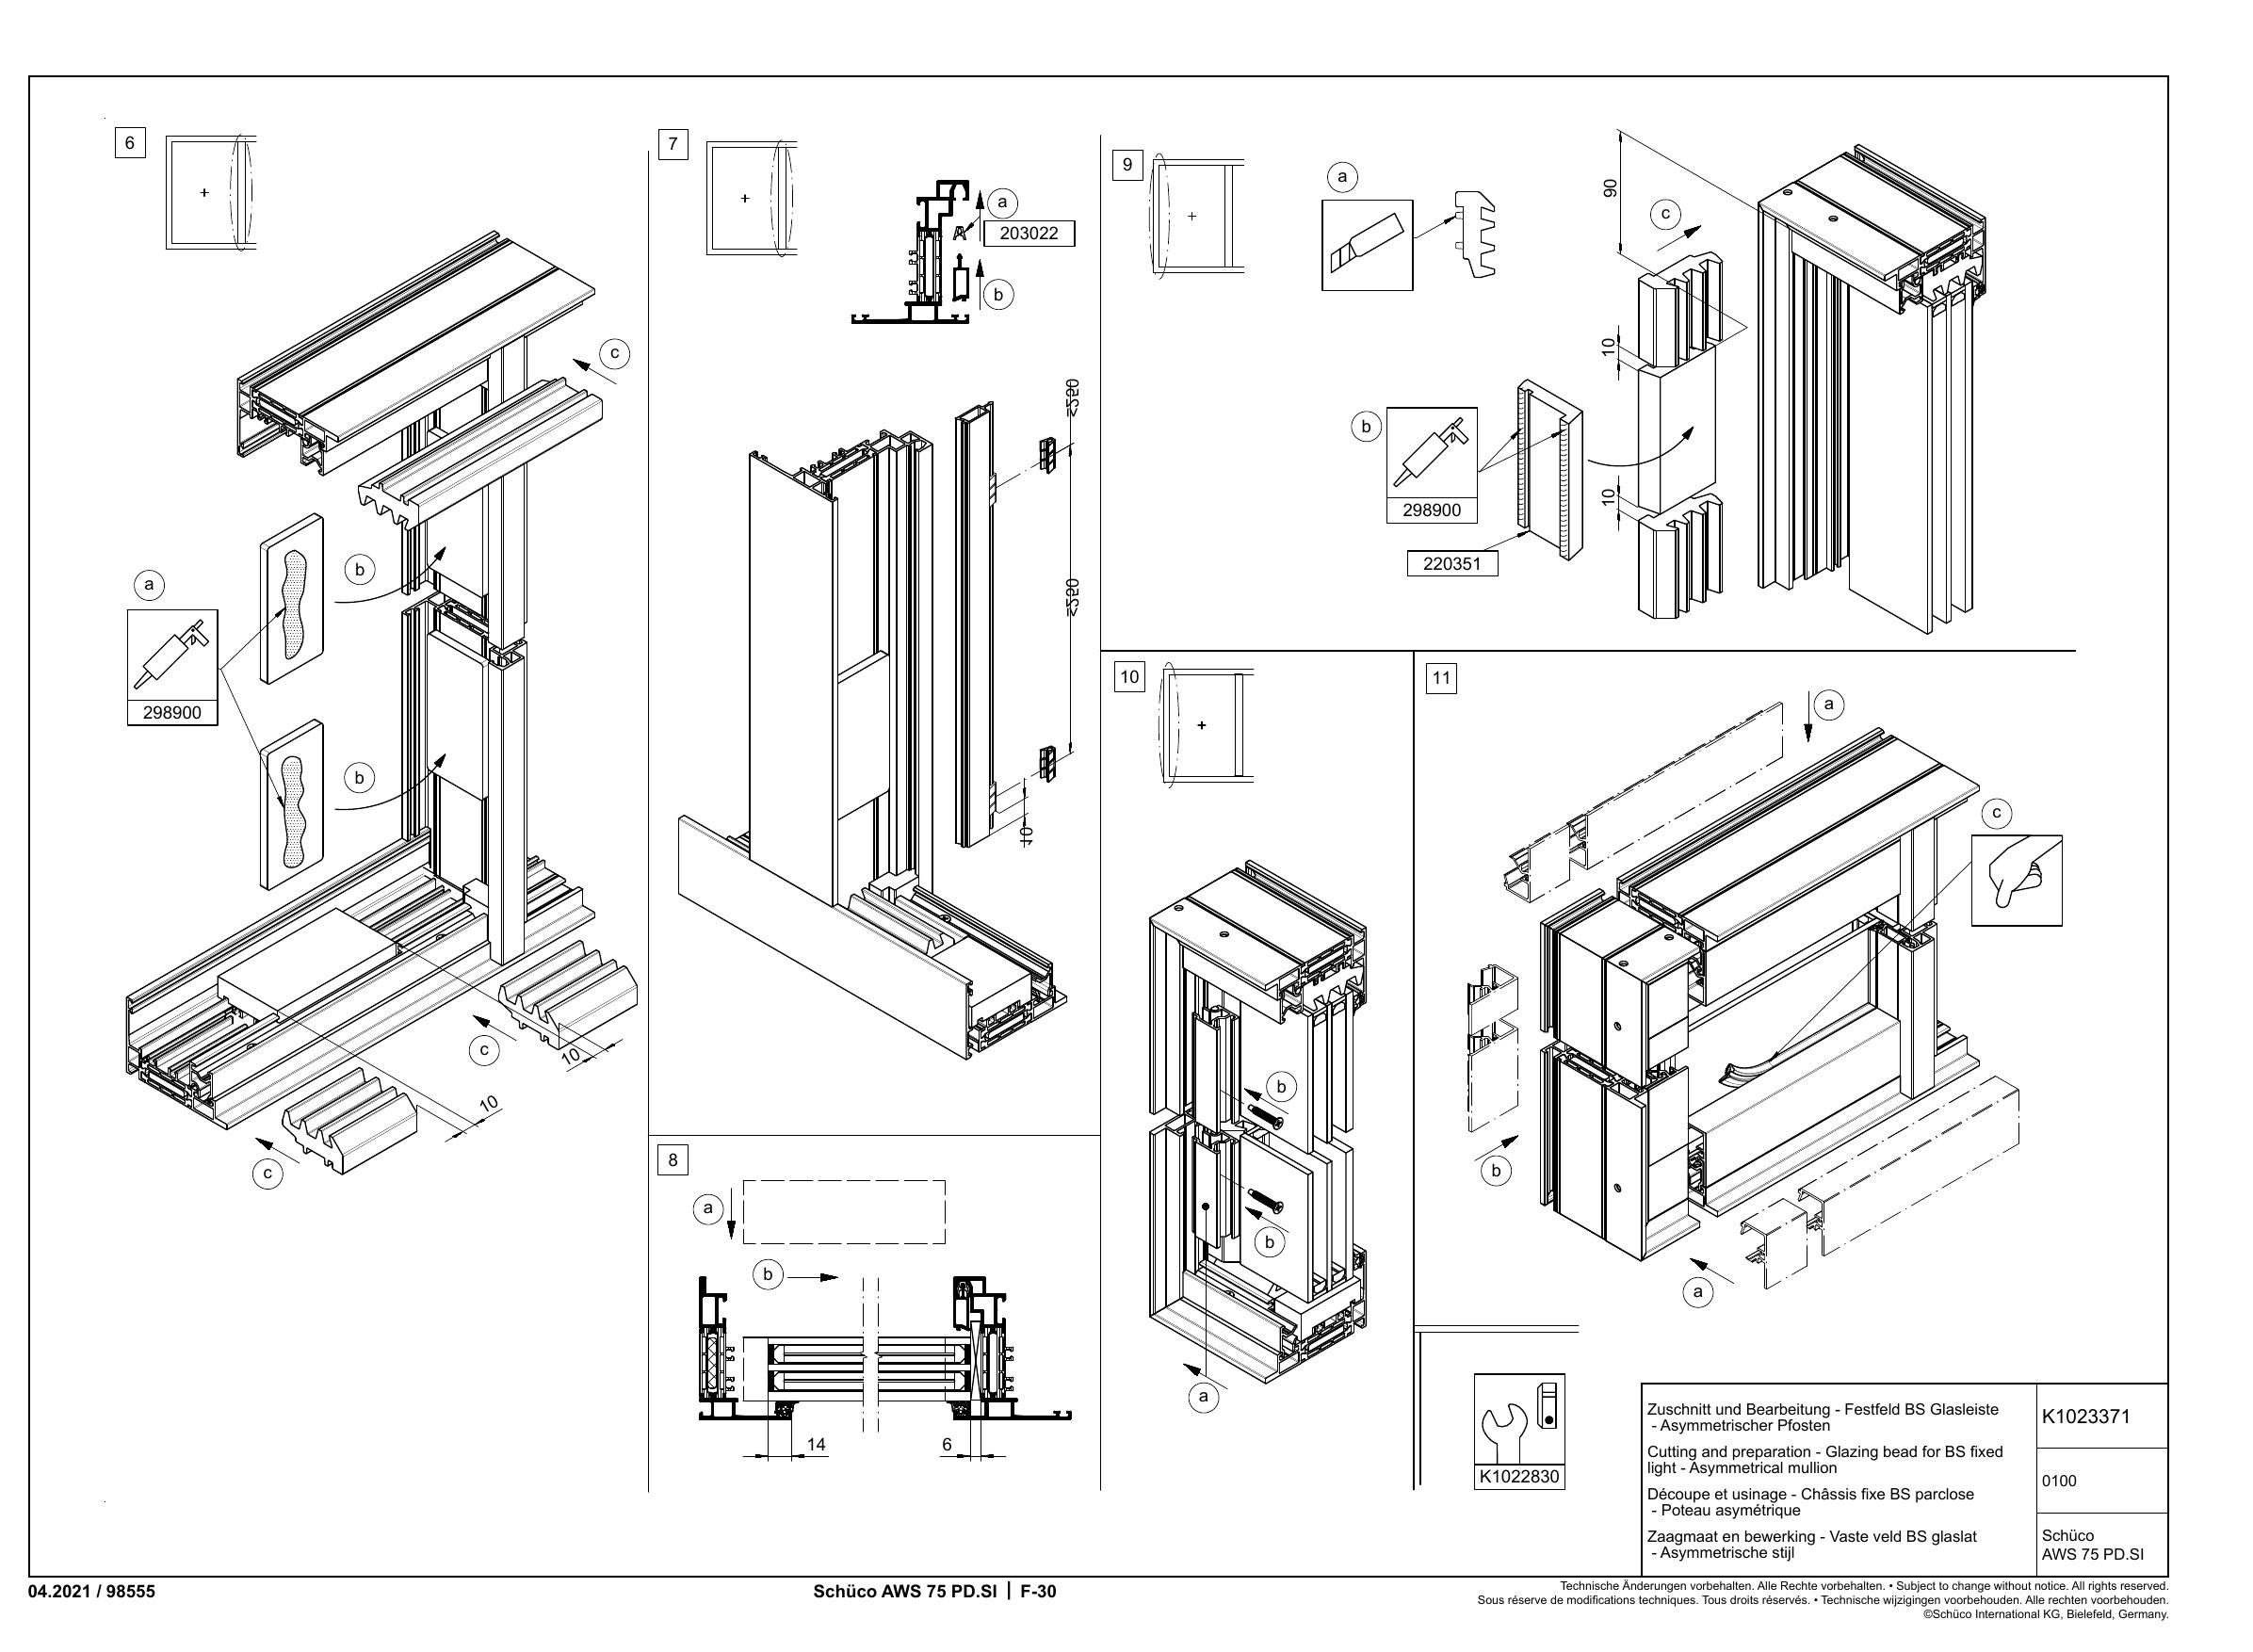 6
c
b
a
298900
b
c
10
10
c
7
a
203022
b
≤250
≤250
10
8
a
b
14
6
9
a
90
c
10
b
298900
10
220351
10
b
b
a
11
a
c
b
a
K1022830
Zuschnitt und Bearbeitung - Festfeld BS Glasleiste
- Asymmetrischer Pfosten
Cutting and preparation - Glazing bead for BS fixed
light - Asymmetrical mullion
Découpe et usinage - Châssis fixe BS parclose
- Poteau asymétrique
Zaagmaat en bewerking - Vaste veld BS glaslat
- Asymmetrische stijl
K1023371
0100
Schüco
AWS 75 PD.SI
04.2021 / 98555
Schüco AWS 75 PD.SI | F-30
Technische Änderungen vorbehalten. Alle Rechte vorbehalten. • Subject to change without notice. All rights reserved.
Sous réserve de modifications techniques. Tous droits réservés. • Technische wijzigingen voorbehouden. Alle rechten voorbehouden.
©Schüco International KG, Bielefeld, Germany.